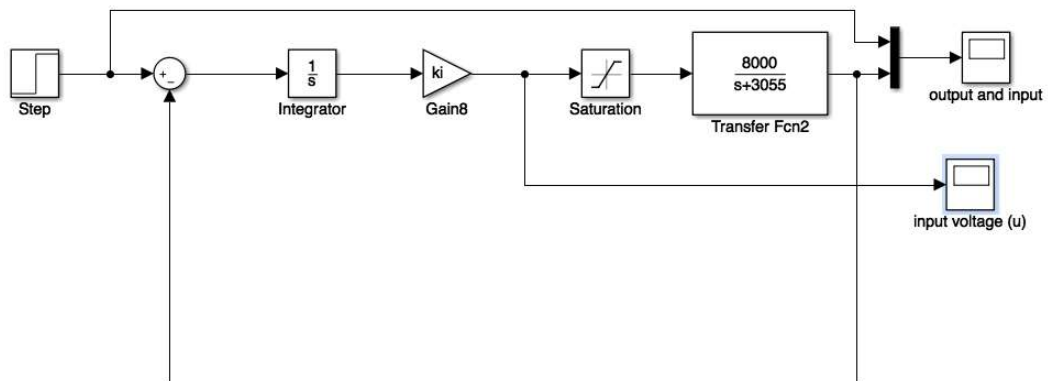 Step
+
−
1
s
Integrator
ki
Gain8
Saturation
8000
s+3055
Transfer Fcn2
output and input
input voltage (u)